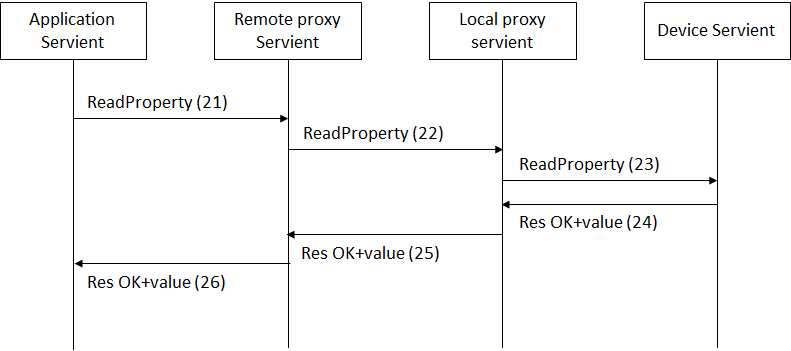 Application
Servient
Remote proxy
Servient
Local proxy
servient
Device Servient
ReadProperty (21)
ReadProperty (22)
ReadProperty (23)
Res OK+value (24)
Res OK+value (25)
Res OK+value (26)